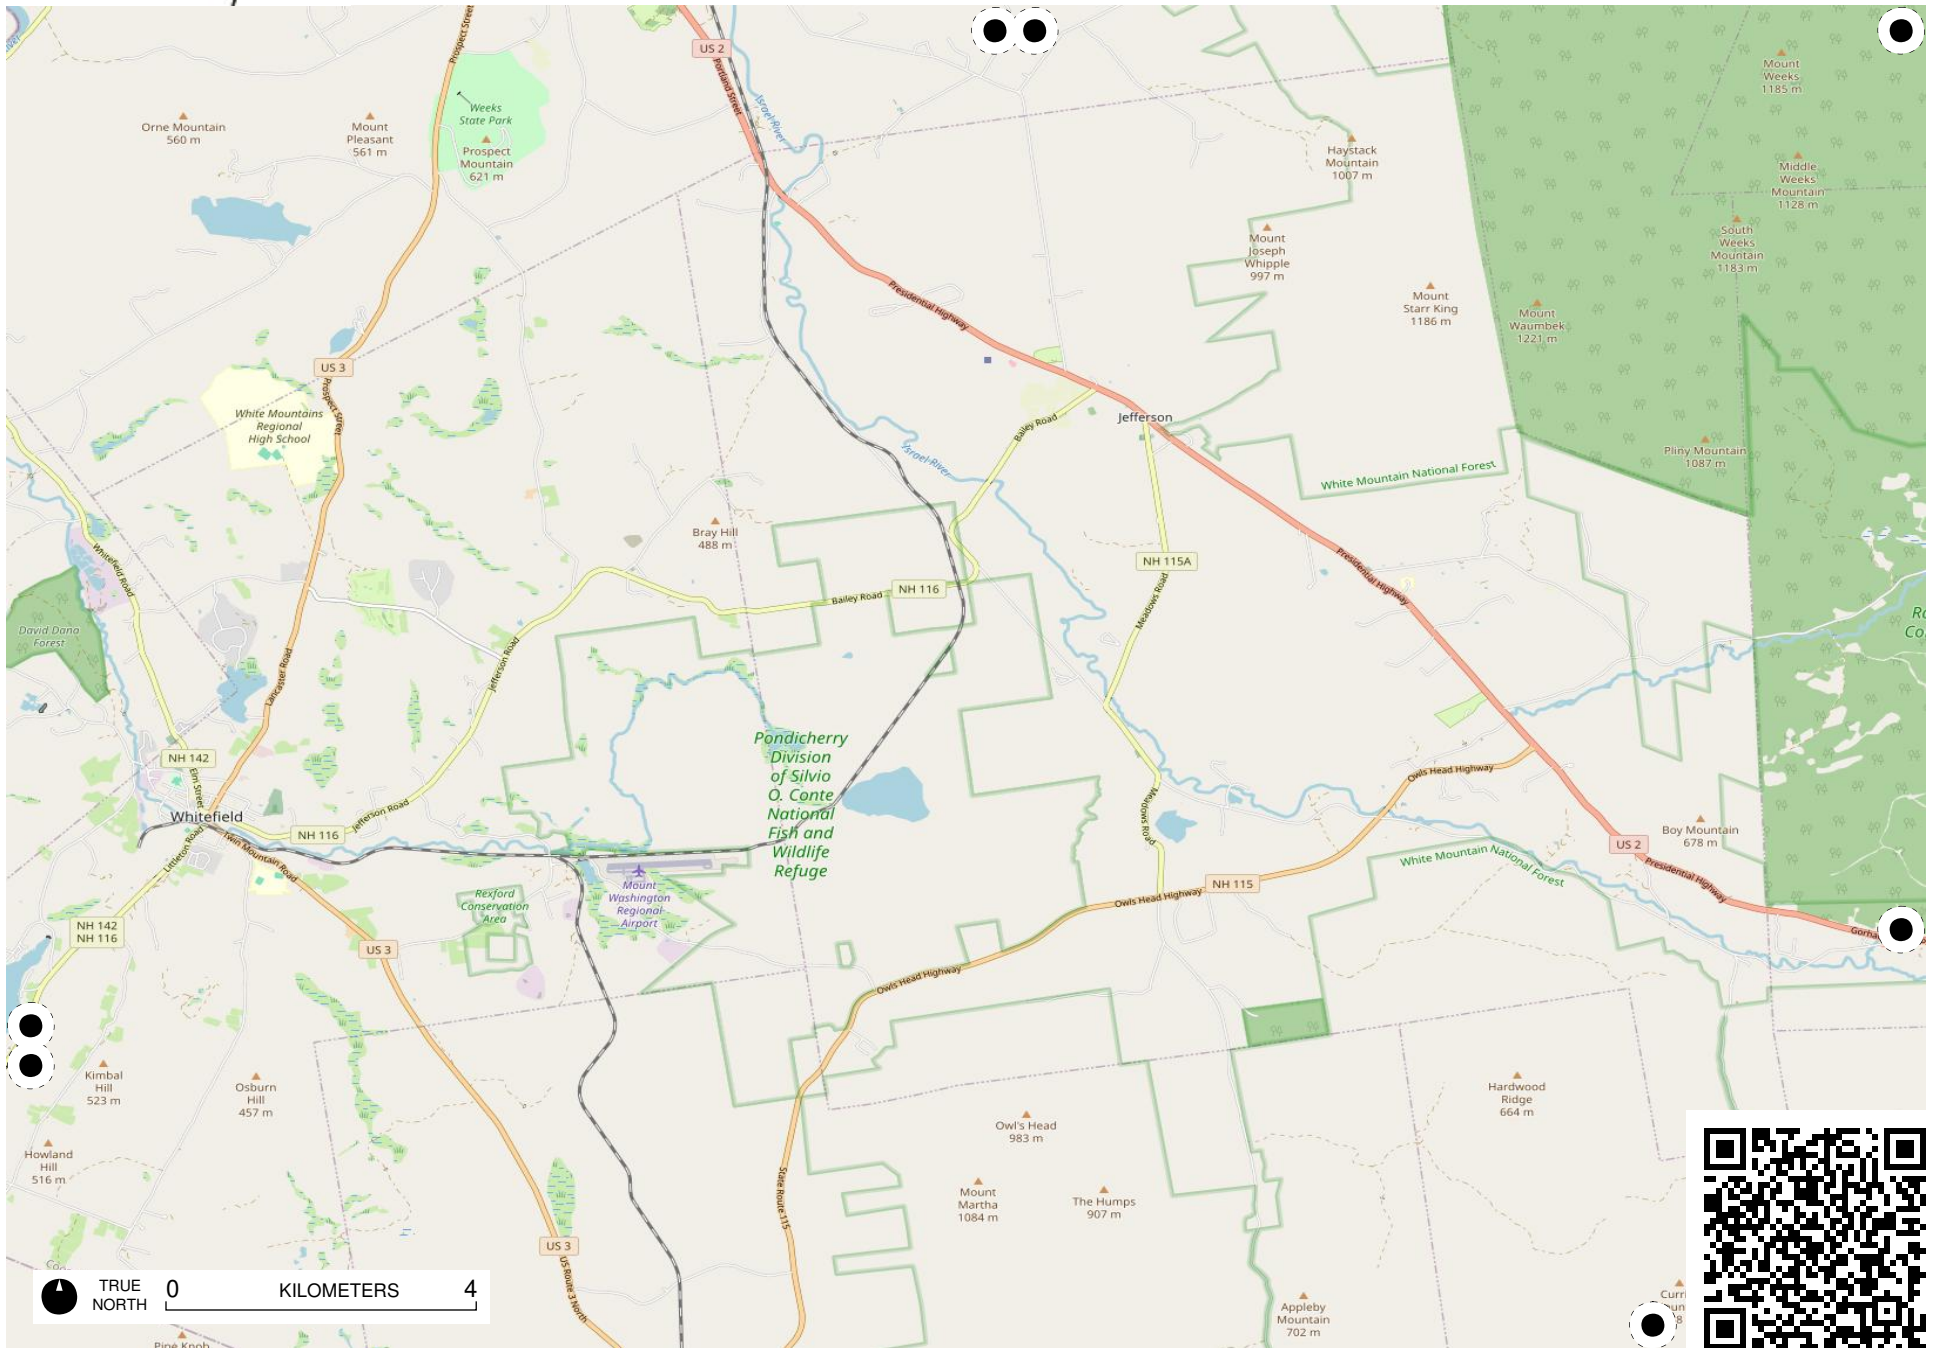 Prospect Street
US 2
Portland Street
Israel River
Weeks
State Park
Orne Mountain
560 m
Mount
Pleasant
561 m
Prospect
Mountain
621 m
Haystack
Mountain
1007 m
Mount
Weeks
1185 m
Middle
Weeks
Mountain
1128 m
South
Weeks
Mountain
1183 m
Mount
Joseph
Whipple
997 m
Mount
Starr King
1186 m
Mount
Waumbek
1221 m
Presidential Highway
US 3
Prospect Street
White Mountains
Regional
High School
Bailey Road
Jefferson
Israel River
Pliny Mountain
1087 m
White Mountain National Forest
Bray Hill
488 m
Whitefield Road
NH 115A
Presidential Highway
NH 116
Bailey Road
Meadows Road
David Dana
Forest
Jefferson Road
Lancaster Road
Pondicherry
Division
of Silvio
O. Conte
National
Fish and
Wildlife
Refuge
NH 142
Elm Street
Owls Head Highway
Meadows Road
Whitefield
Jefferson Road
NH 116
Littleton Road
Twin Mountain Road
Boy Mountain
678 m
US 2
Presidential Highway
White Mountain National Forest
Mount
Washington
Regional
Airport
Rexford
Conservation
Area
NH 115
Owls Head Highway
NH 142
NH 116
US 3
Owls Head Highway
Kimbal
Hill
523 m
Osburn
Hill
457 m
Hardwood
Ridge
664 m
Owl's Head
983 m
Howland
Hill
516 m
Mount
Martha
1084 m
The Humps
907 m
State Route 115
US 3
US Route 3 North
TRUE
NORTH
0
KILOMETERS
4
Appleby
Mountain
702 m
Pine Knob